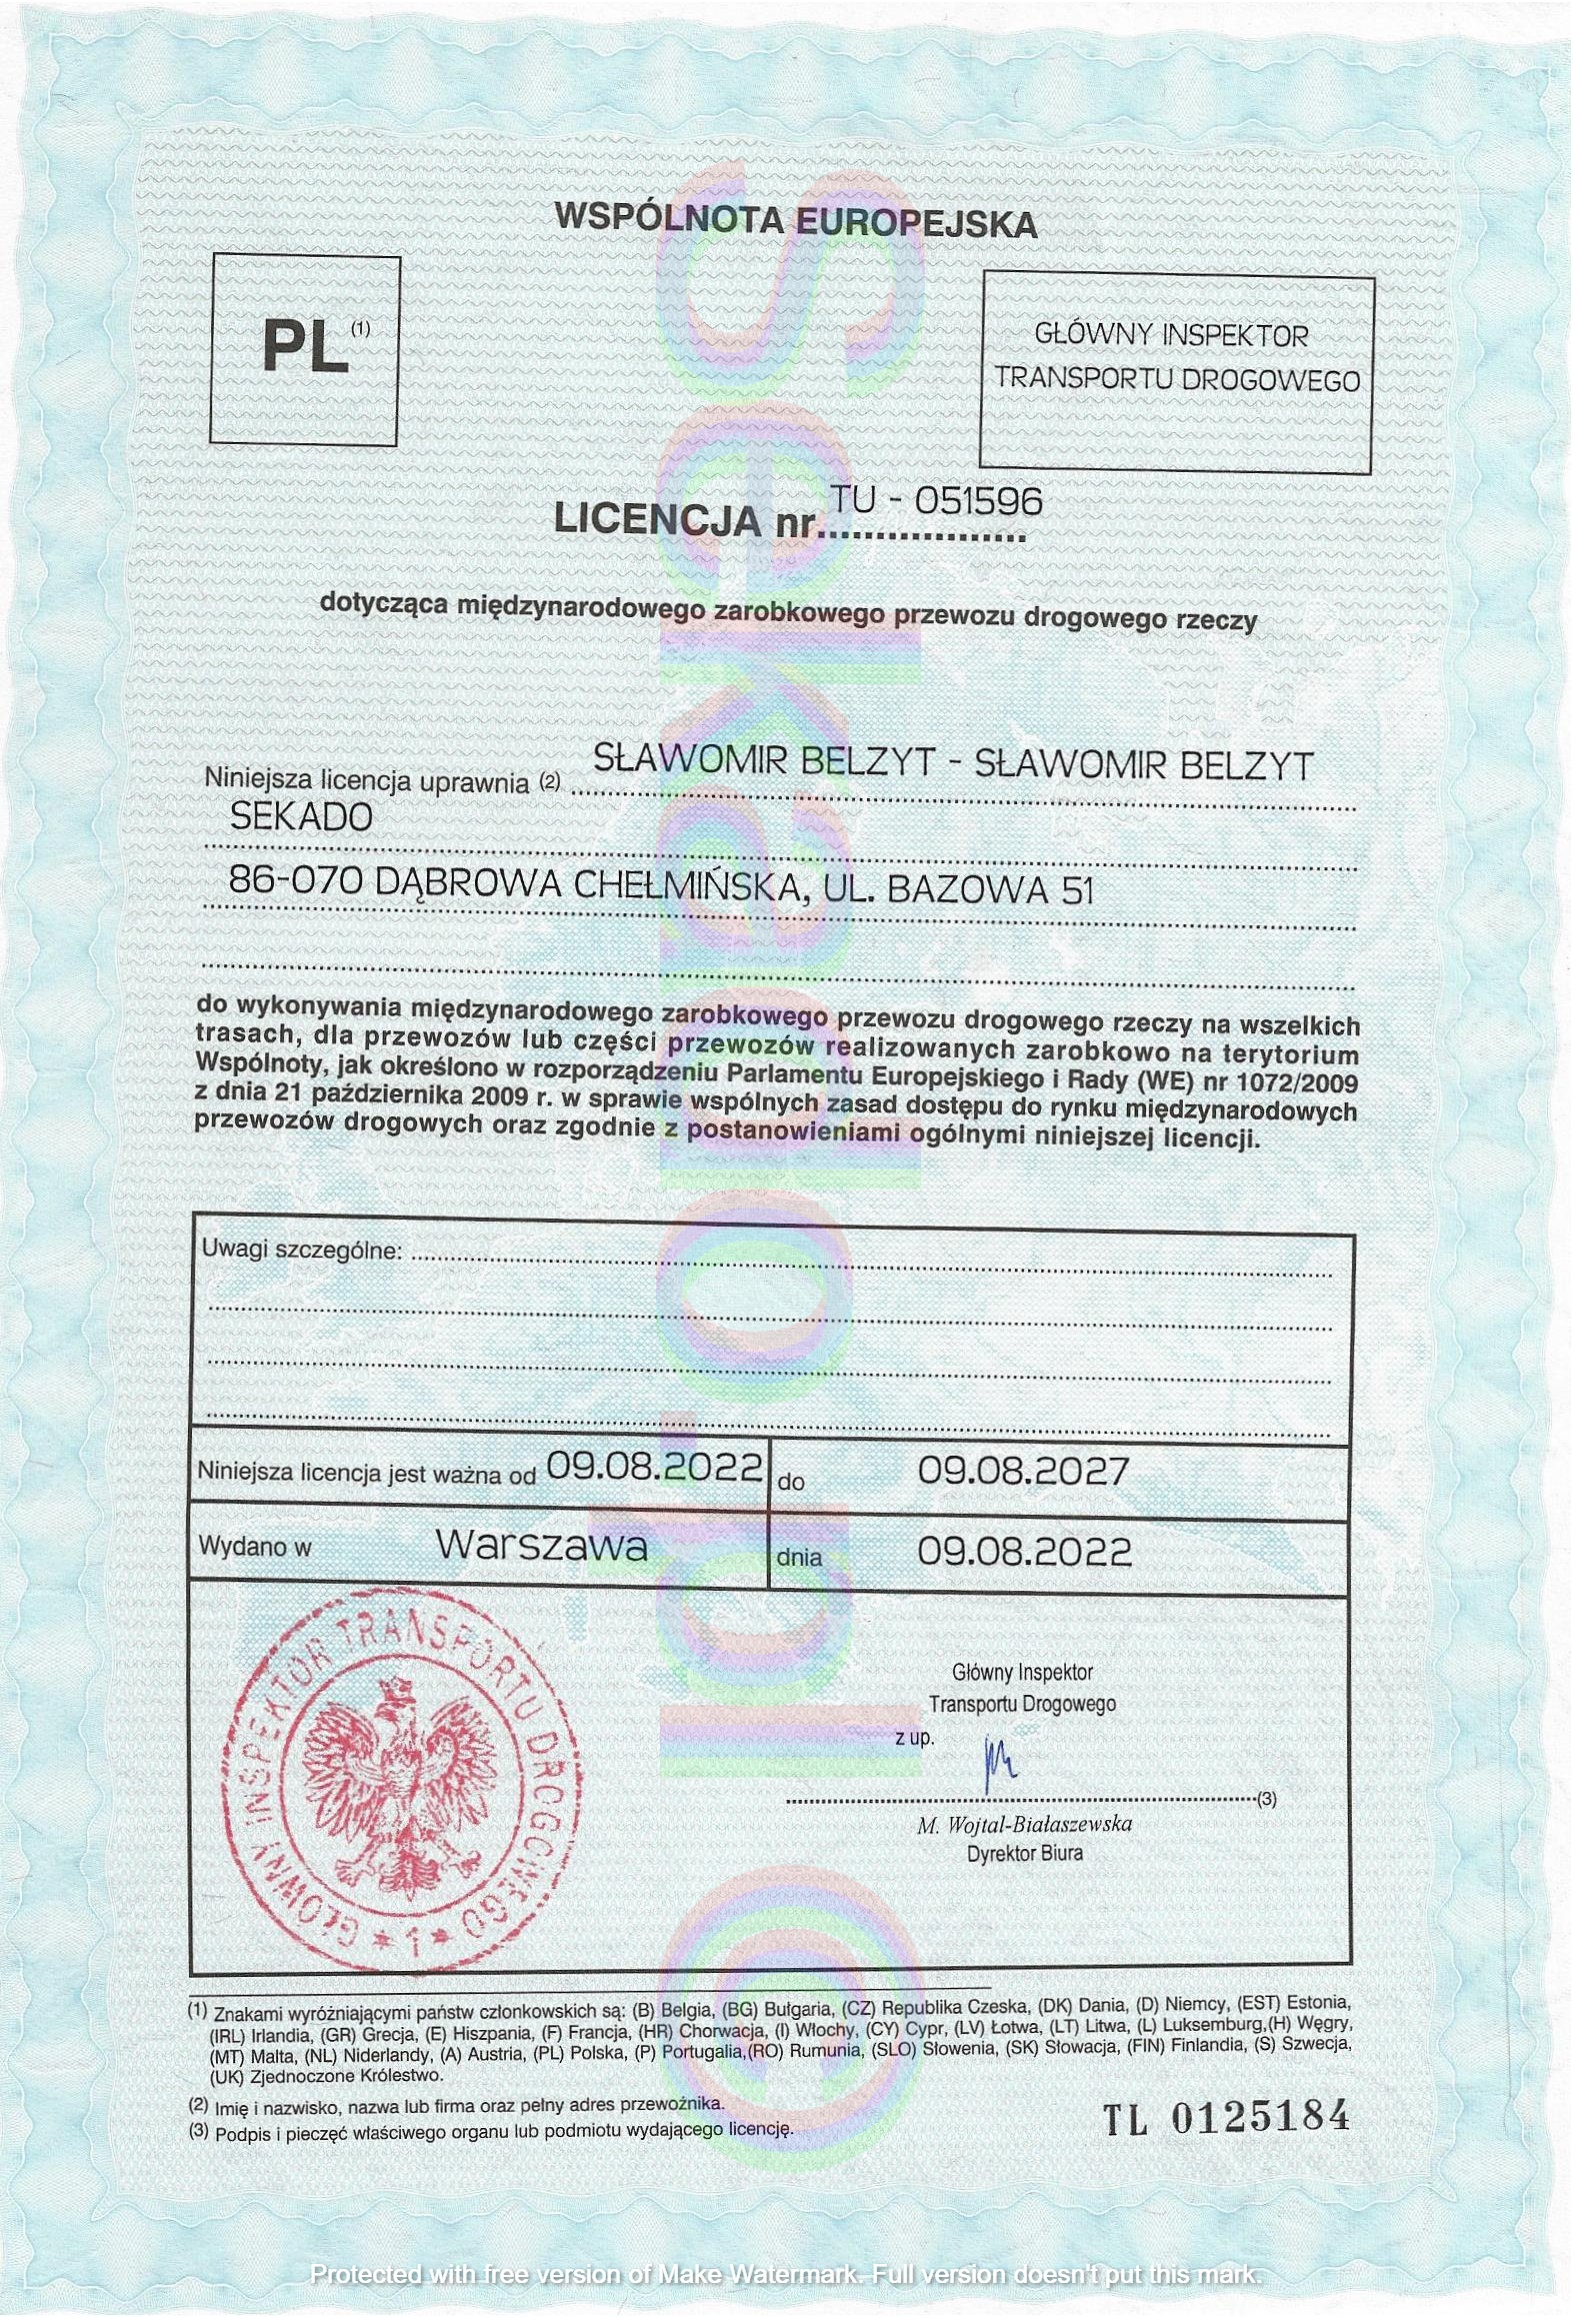 WSPÓLNOTA EUROPEJSKA
PL (1)
GŁÓWNY INSPEKTOR
TRANSPORTU DROGOWEGO
LICENCJA nr TU - 051596
dotycząca międzynarodowego zarobkowego przewozu drogowego rzeczy
Niniejsza licencja uprawnia (2) SŁAWOMIR BELZYT - SŁAWOMIR BELZYT
SEKADO
86-070 DĄBROWA CHEŁMIŃSKA, UL. BAZOWA 51
do wykonywania międzynarodowego zarobkowego przewozu drogowego rzeczy na wszelkich
trasach, dla przewozów lub części przewozów realizowanych zarobkowo na terytorium
Wspólnoty, jak określono w rozporządzeniu Parlamentu Europejskiego i Rady (WE) nr 1072/2009
z dnia 21 października 2009 r. w sprawie wspólnych zasad dostępu do rynku międzynarodowych
przewozów drogowych oraz zgodnie z postanowieniami ogólnymi niniejszej licencji.
Uwagi szczególne:
Niniejsza licencja jest ważna od 09.08.2022 do 09.08.2027
Wydano w Warszawa dnia 09.08.2022
GŁÓWNY INSPEKTOR TRANSPORTU DROGOWEGO * 1 *
Główny Inspektor
Transportu Drogowego
z up.
(3)
M. Wojtal-Białaszewska
Dyrektor Biura
(1) Znakami wyróżniającymi państw członkowskich są: (B) Belgia, (BG) Bułgaria, (CZ) Republika Czeska, (DK) Dania, (D) Niemcy, (EST) Estonia,
(IRL) Irlandia, (GR) Grecja, (E) Hiszpania, (F) Francja, (HR) Chorwacja, (I) Włochy, (CY) Cypr, (LV) Łotwa, (LT) Litwa, (L) Luksemburg,(H) Węgry,
(MT) Malta, (NL) Niderlandy, (A) Austria, (PL) Polska, (P) Portugalia,(RO) Rumunia, (SLO) Słowenia, (SK) Słowacja, (FIN) Finlandia, (S) Szwecja,
(UK) Zjednoczone Królestwo.
(2) Imię i nazwisko, nazwa lub firma oraz pełny adres przewoźnika.
(3) Podpis i pieczęć właściwego organu lub podmiotu wydającego licencję.
TL 0125184
Protected with free version of Make Watermark. Full version doesn't put this mark.